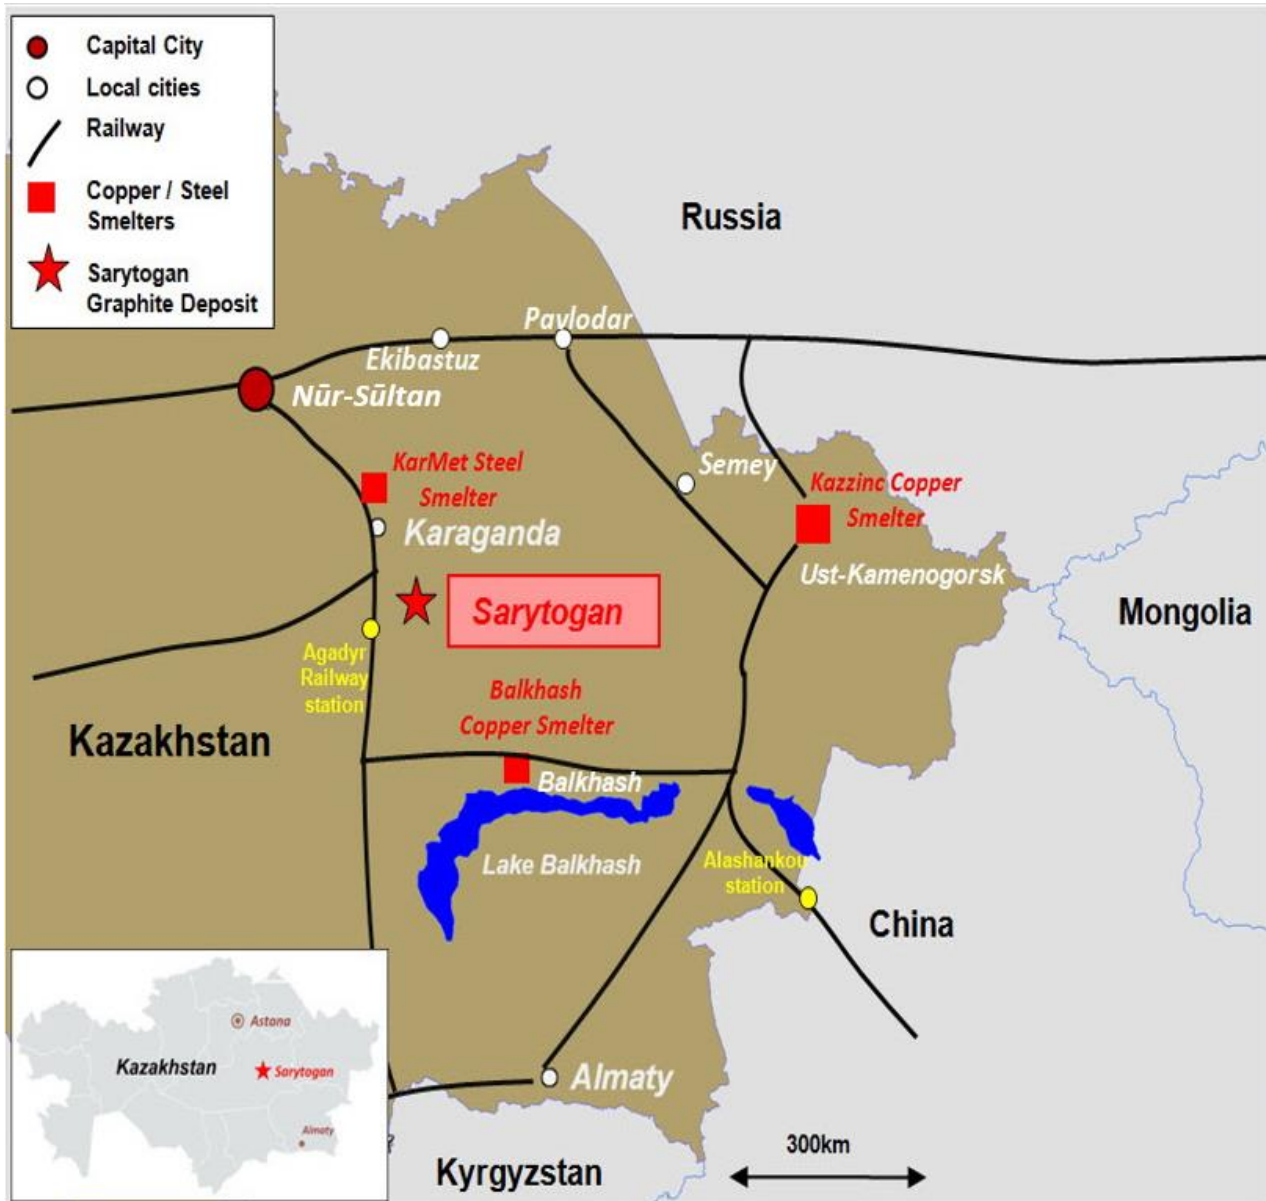 Capital City
Local cities
Railway
Copper / Steel
Smelters
Sarytogan
Graphite Deposit
Russia
Pavlodar
Ekibastuz
Nūr-Sūltan
KarMet Steel
Smelter
Semey
Kazzinc Copper
Smelter
Karaganda
Ust-Kamenogorsk
Sarytogan
Mongolia
Agadyr
Railway
station
Balkhash
Copper Smelter
Kazakhstan
Balkhash
Lake Balkhash
Alashankou
station
China
Astana
Kazakhstan
Sarytogan
Almaty
Almaty
300km
Kyrgyzstan